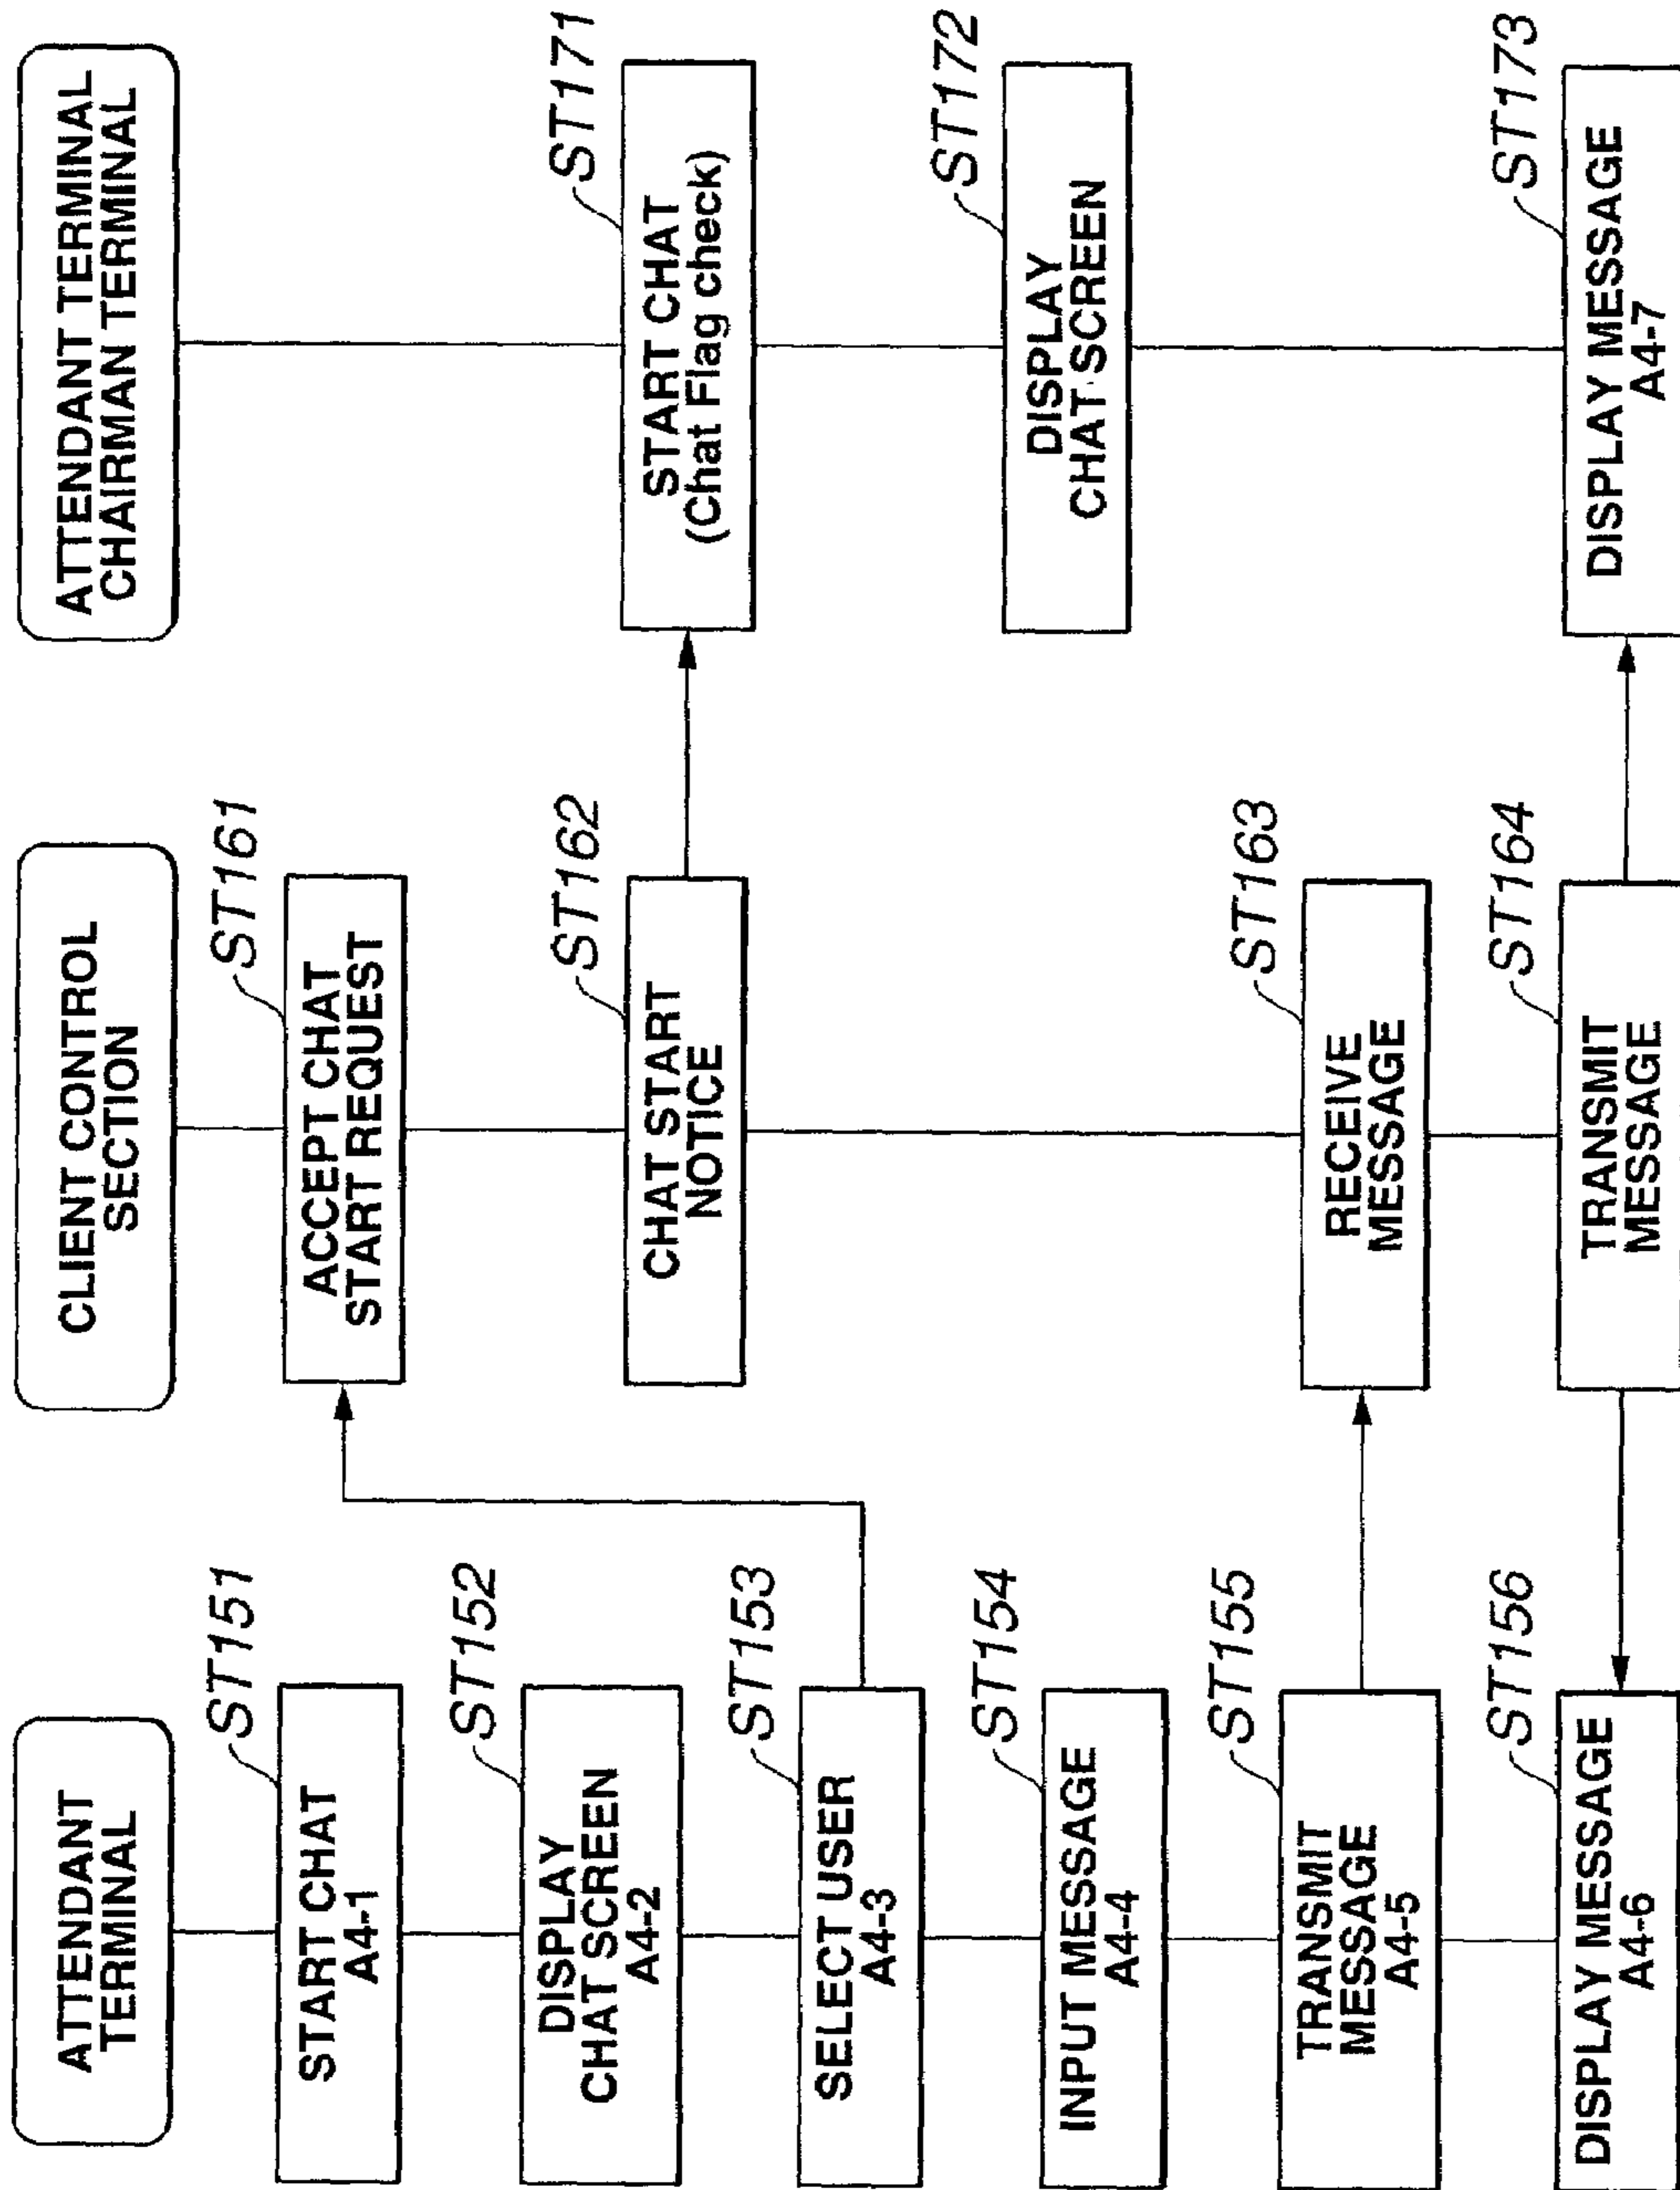 ATTENDANT
TERMINAL
ST151
START CHAT
A4-1
ST152
DISPLAY
CHAT SCREEN
A4-2
ST153
SELECT USER
A4-3
ST154
INPUT MESSAGE
A4-4
ST155
TRANSMIT
MESSAGE
A4-5
ST156
DISPLAY MESSAGE
A4-6
CLIENT CONTROL
SECTION
ST161
ACCEPT CHAT
START REQUEST
ST162
CHAT START
NOTICE
ST163
RECEIVE
MESSAGE
ST164
TRANSMIT
MESSAGE
ATTENDANT TERMINAL
CHAIRMAN TERMINAL
ST171
START CHAT
(Chat Flag check)
ST172
DISPLAY
CHAT SCREEN
ST173
DISPLAY MESSAGE
A4-7